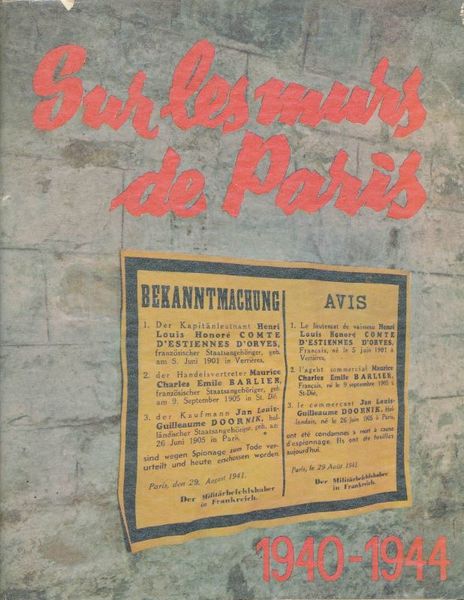 Sur les murs
de Paris
BEKANNTMACHUNG
1. Der Kapitänleutnant Henri
Louis Honoré COMTE
D'ESTIENNES D'ORVES,
französischer Staatsangehöriger, geb.
am 5. Juni 1901 in Verrières,
2. der Handelsvertreter Maurice
Charles Emile BARLIER,
französischer Staatsangehöriger, geb.
am 9. September 1905 in St. Dié,
3. der Kaufmann Jan Louis-
Guilleaume DOORNIK, hol-
ländischer Staatsangehöriger, geb. am
26 Juni 1905 in Paris,
sind wegen Spionage zum Tode ver-
urteilt und heute erschossen worden
Paris, den 29. August 1941.
Der Militärbefehlshaber
in Frankreich.
AVIS
1. Le lieutenant de vaisseau Henri
Louis Honoré COMTE
D'ESTIENNES D'ORVES,
Français, né le 5 juin 1901 à
Verrières,
2. l'agent commercial Maurice
Charles Emile BARLIER,
Français, né le 9 septembre 1905 à
St-Dié,
3. le commerçant Jan Louis-
Guilleaume DOORNIK, Hol-
landais, né le 26 juin 1905 à Paris,
ont été condamnés à mort à cause
d'espionnage. Ils ont été fusillés
aujourd'hui.
Paris, le 29 Août 1941
Der Militärbefehlshaber
in Frankreich.
1940-1944